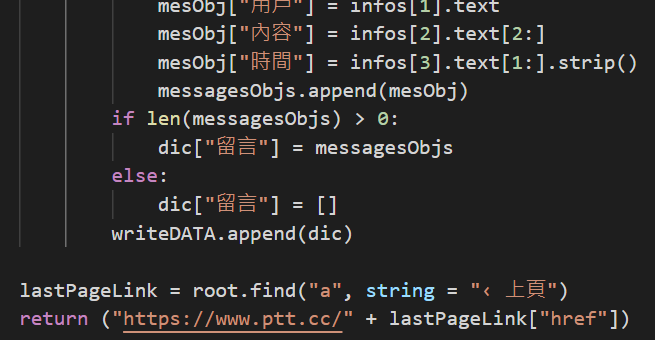 mesObj["用戶"] = infos[1].text
mesObj["內容"] = infos[2].text[2:]
mesObj["時間"] = infos[3].text[1:].strip()
messagesObjs.append(mesObj)
if len(messagesObjs) > 0:
dic["留言"] = messagesObjs
else:
dic["留言"] = []
writeDATA.append(dic)
lastPageLink = root.find("a", string = "‹ 上頁")
return ("https://www.ptt.cc/" + lastPageLink["href"])